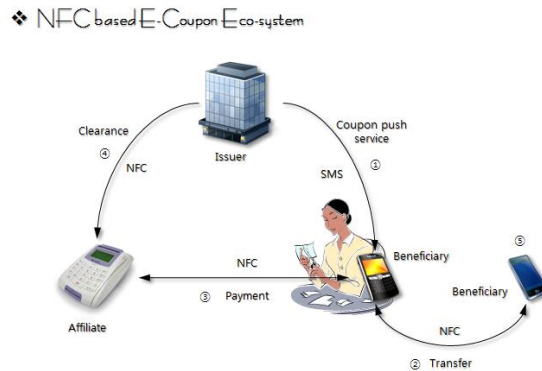 ❖ NFC based E-Coupon Eco-system
Clearance
④
NFC
Issuer
Coupon push
service
①
SMS
NFC
③ Payment
Affiliate
Beneficiary
⑤
Beneficiary
NFC
② Transfer